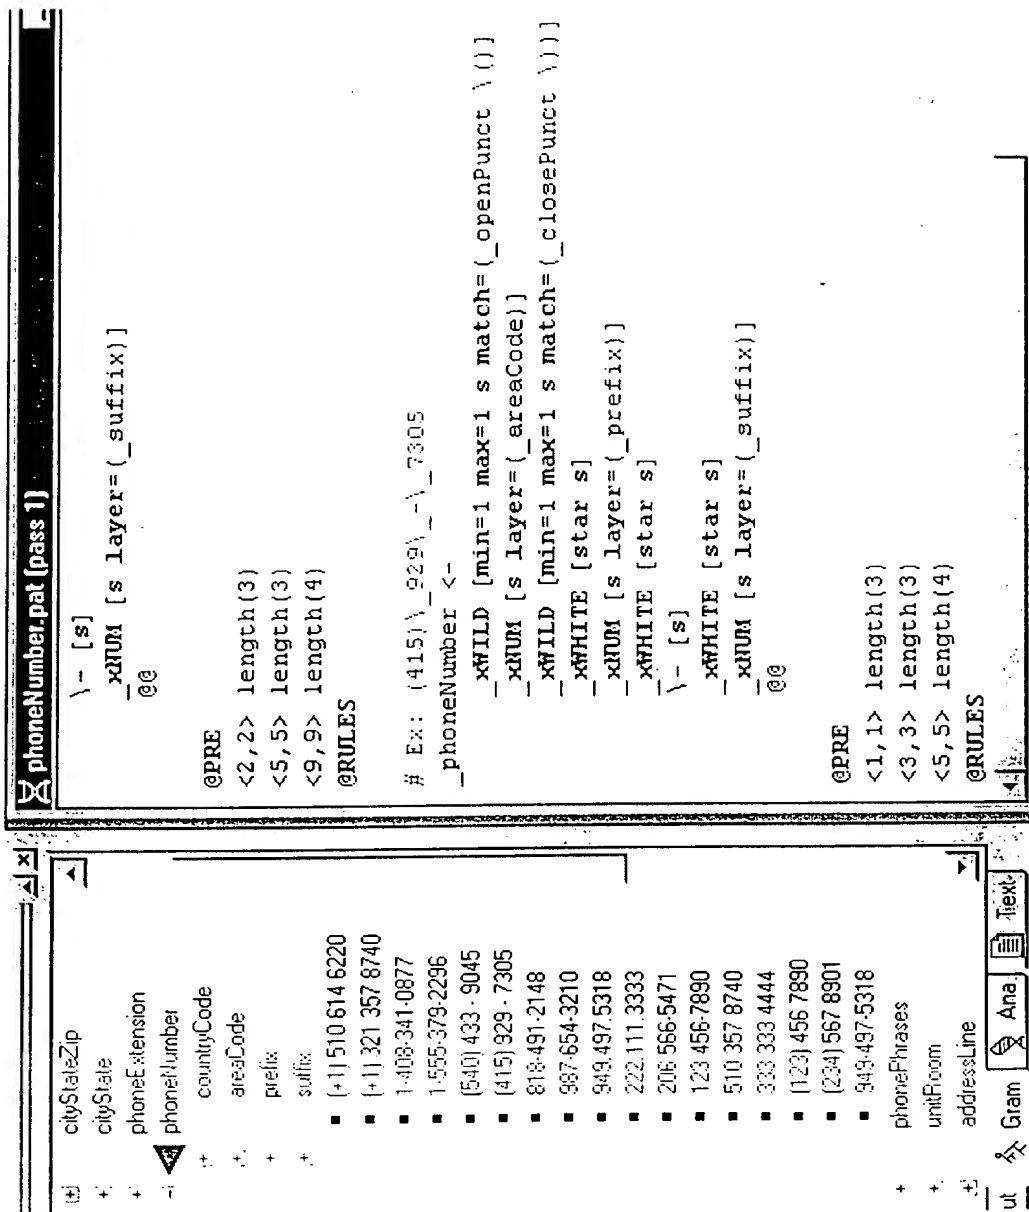 cityStateZip
cityState
phoneExtension
phoneNumber
countryCode
areaCode
prefix
suffix
(+1) 510 614 6220
(+1) 321 357 8740
1-408-341-0877
1-555-379-2296
(540) 433 - 9045
(415) 929 - 7305
818-491-2148
987-654-3210
949.497.5318
222.111.3333
206 566-5471
123 456-7890
510 357 8740
333 333 4444
(123) 456 7890
(234) 567 8901
949-497-5318
phonePhrases
unitRoom
addressLine
ut Gram Ana. Text
phoneNumber.pat (pass 1)
\- [s]
_xNUM [s layer=(_suffix)]
@@
@PRE
<2,2> length(3)
<5,5> length(3)
<9,9> length(4)
@RULES
# Ex: (415)\_929\_-\_7305
_phoneNumber <-
_xWILD [min=1 max=1 s match=(_openPunct \()]
_xNUM [s layer=(_areaCode)]
_xWILD [min=1 max=1 s match=(_closePunct \))]
_xWHITE [star s]
_xNUM [s layer=(_prefix)]
_xWHITE [star s]
\- [s]
_xWHITE [star s]
_xNUM [s layer=(_suffix)]
@@
@PRE
<1,1> length(3)
<3,3> length(3)
<5,5> length(4)
@RULES